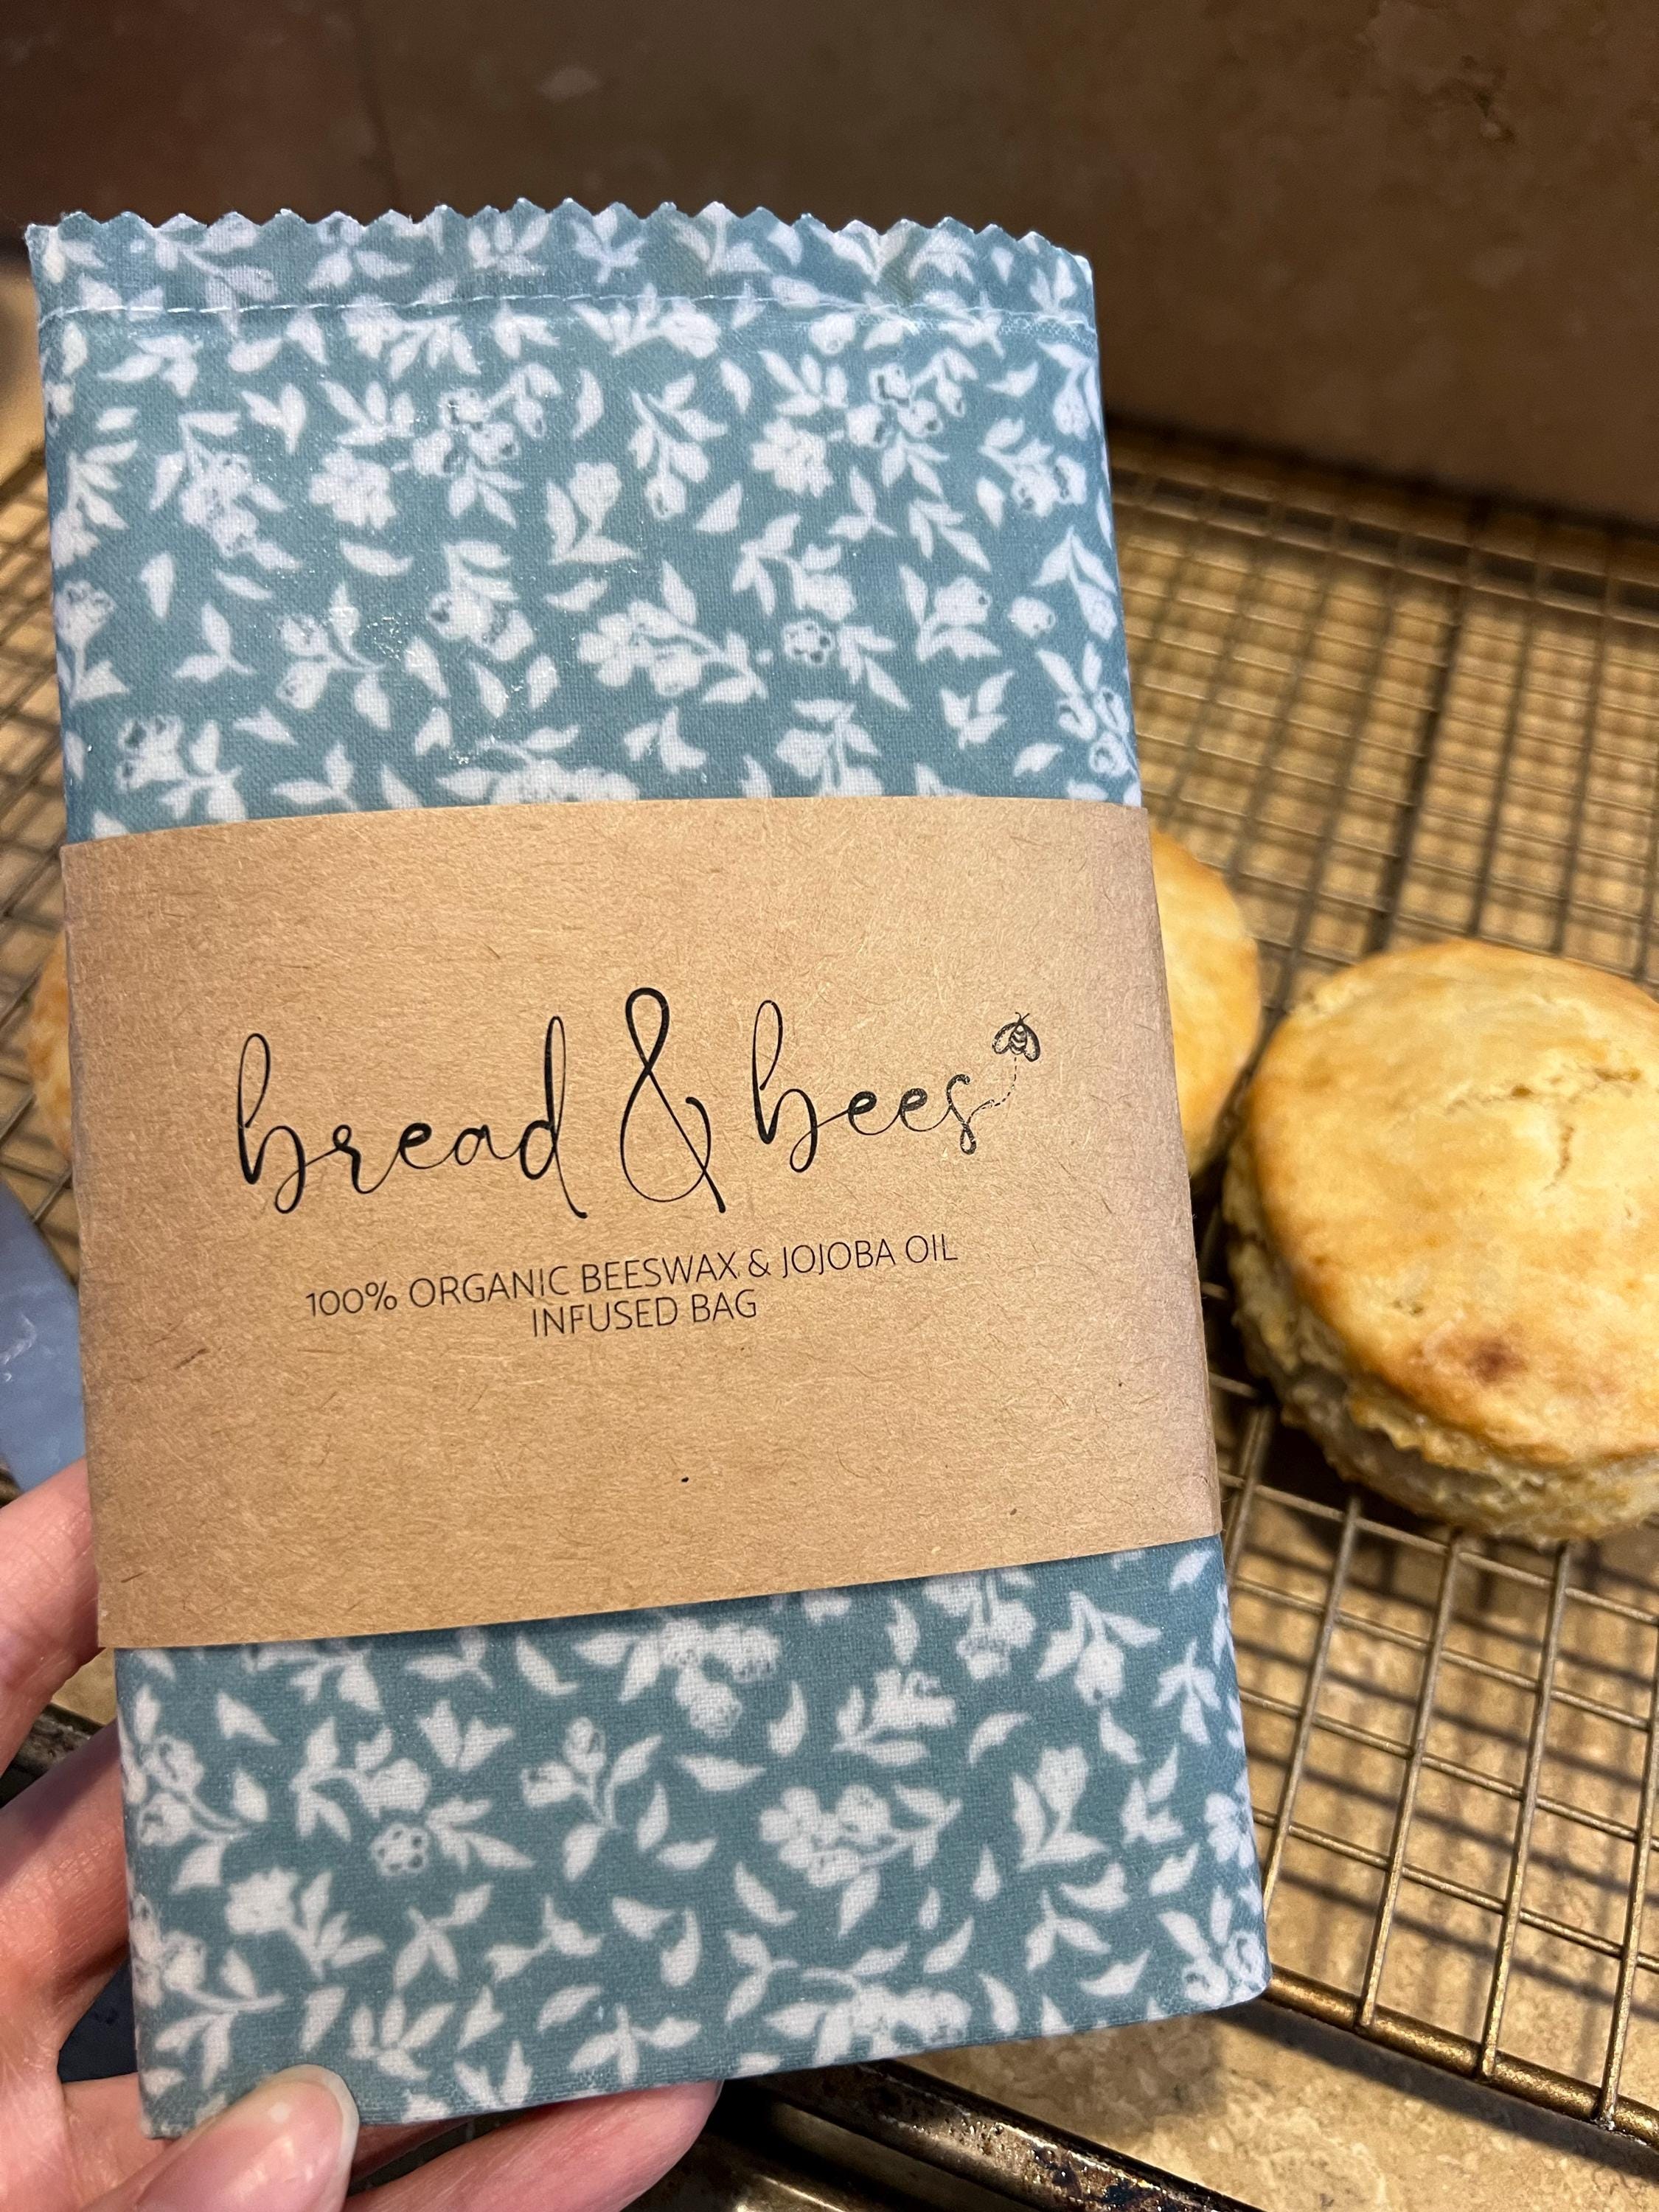 bread & bees
100% ORGANIC BEESWAX & JOJOBA OIL
INFUSED BAG